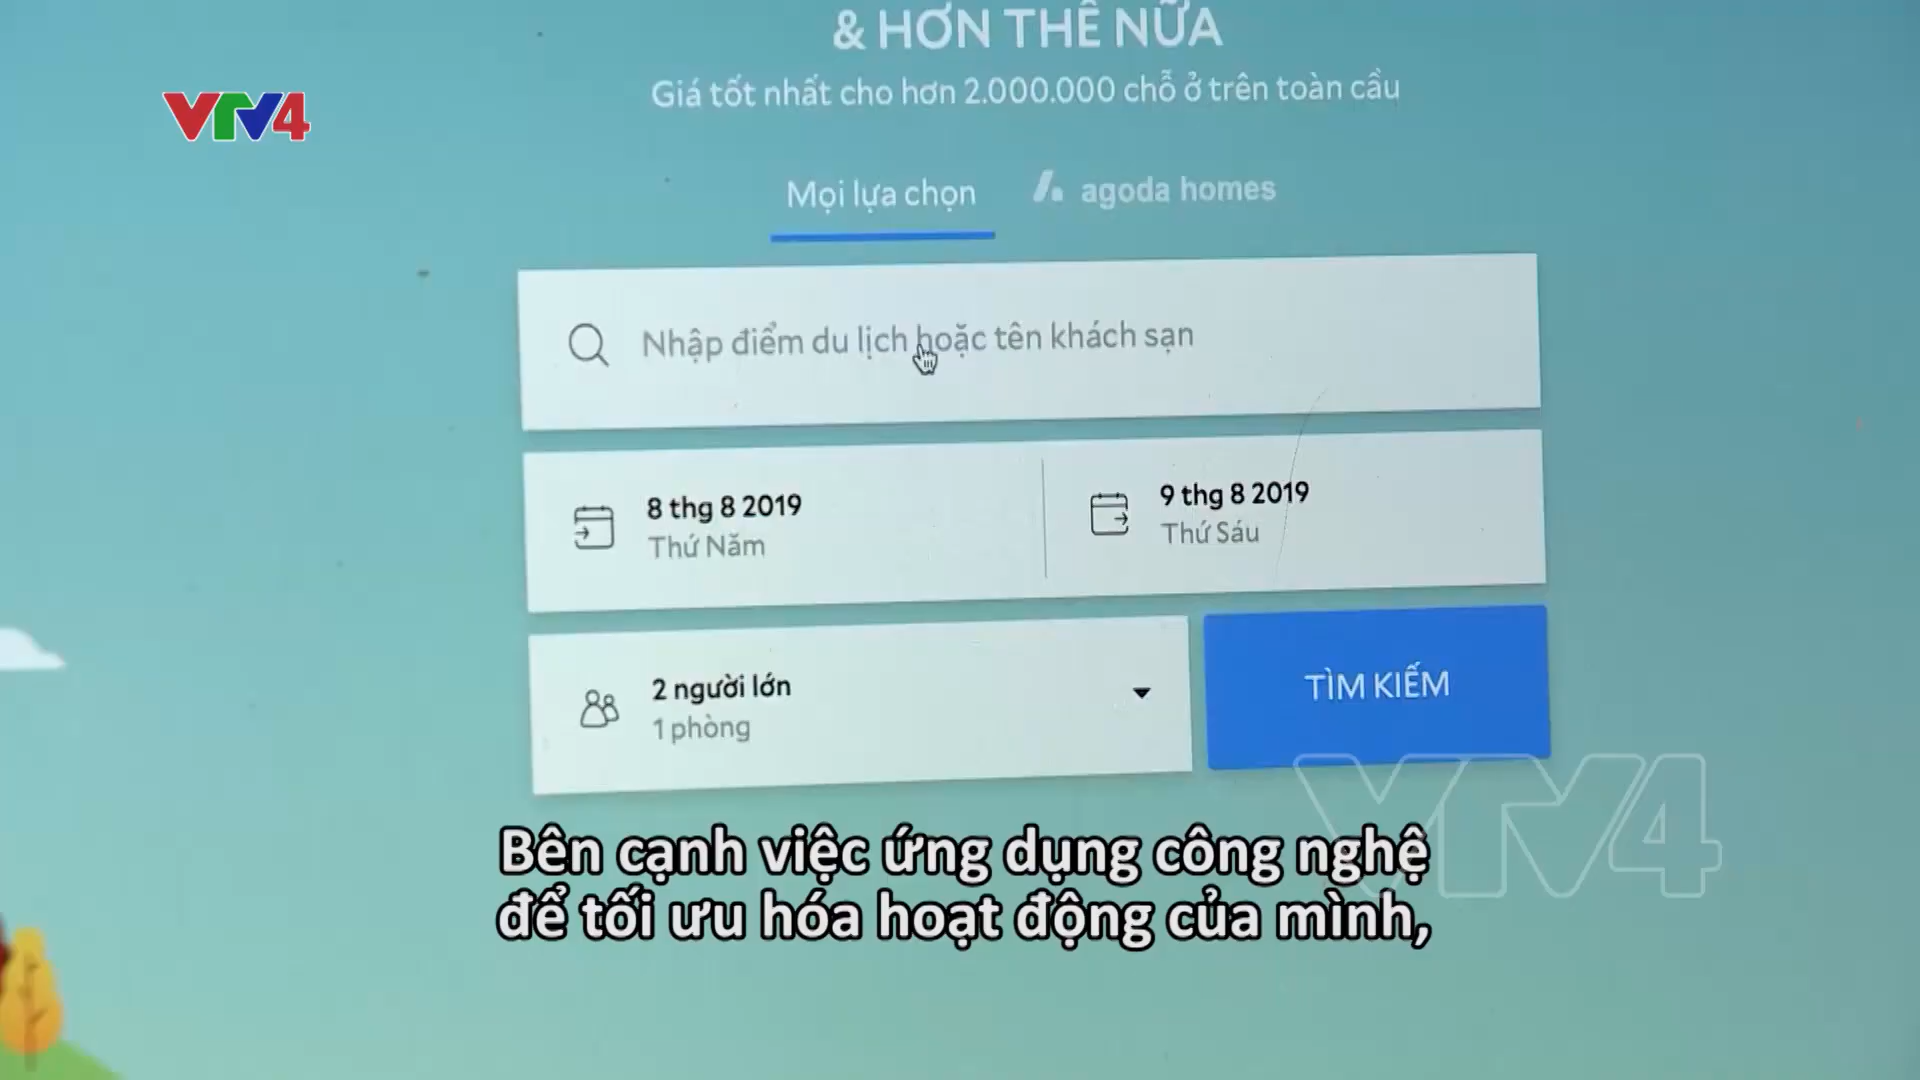 & HƠN THẾ NỮA
Giá tốt nhất cho hơn 2.000.000 chỗ ở trên toàn cầu
VTV4
Mọi lựa chọn
agoda homes
Nhập điểm du lịch hoặc tên khách sạn
8 thg 8 2019
Thứ Năm
9 thg 8 2019
Thứ Sáu
2 người lớn
1 phòng
TÌM KIẾM
VTV4
Bên cạnh việc ứng dụng công nghệ
để tối ưu hóa hoạt động của mình,